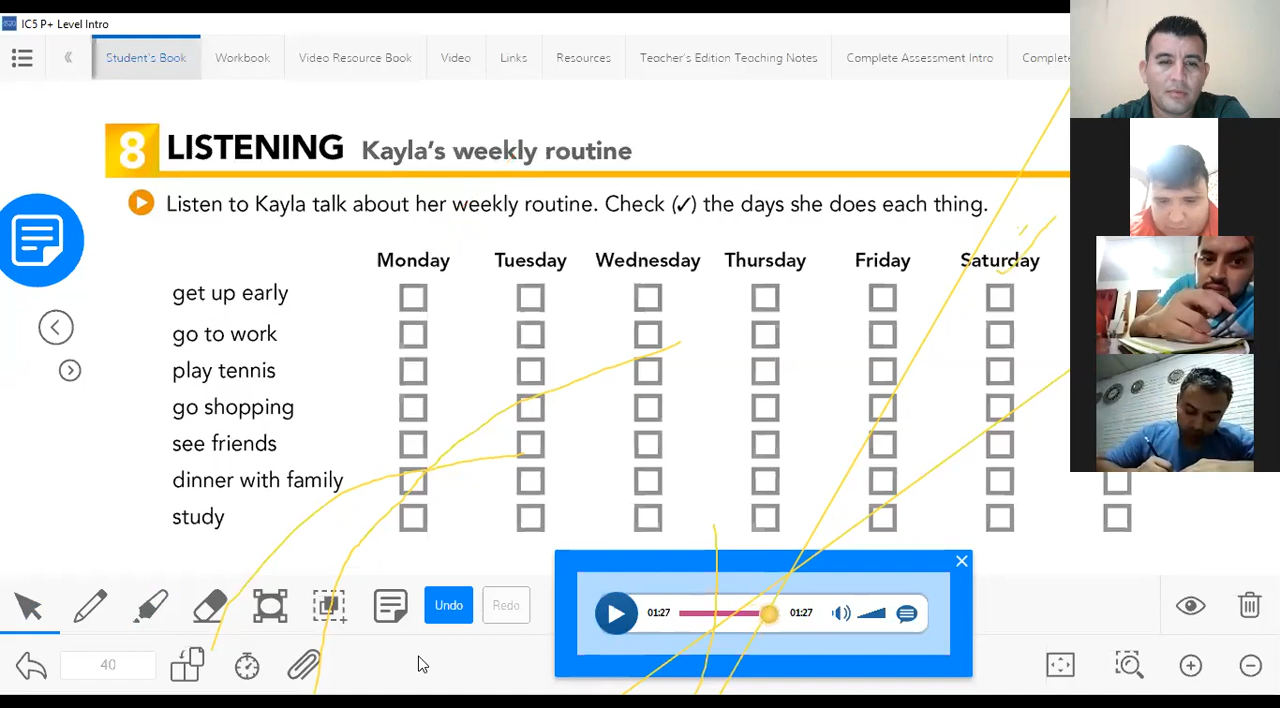 IC5 P+ Level Intro
Student's Book Workbook Video Resource Book Video Links Resources Teacher's Edition Teaching Notes Complete Assessment Intro Complete
8 LISTENING Kayla's weekly routine
Listen to Kayla talk about her weekly routine. Check (✓) the days she does each thing.
Monday Tuesday Wednesday Thursday Friday Saturday
get up early
go to work
play tennis
go shopping
see friends
dinner with family
study
Undo Redo
01:27 01:27
40